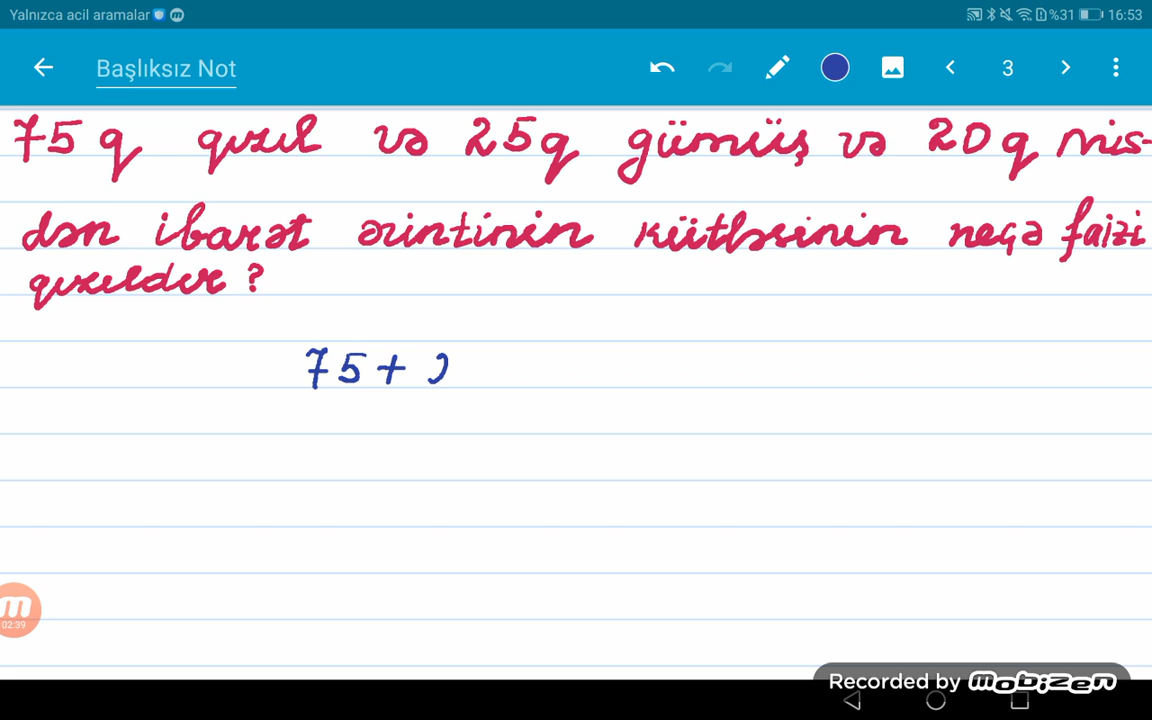 Yalnızca acil aramalar
%31 16:53
Başlıksız Not
3
75 q qızıl və 25q gümüş və 20 q mis-
dən ibarət ərintinin kütləsinin neçə faizi
qızıldır?
75+
02:39
Recorded by mobizen